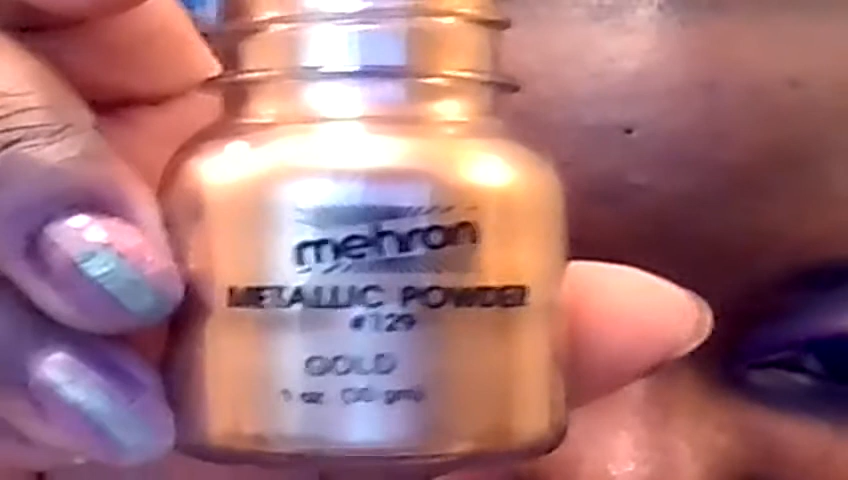 mehron
METALLIC POWDER
#129
GOLD
1 oz (30 gm)